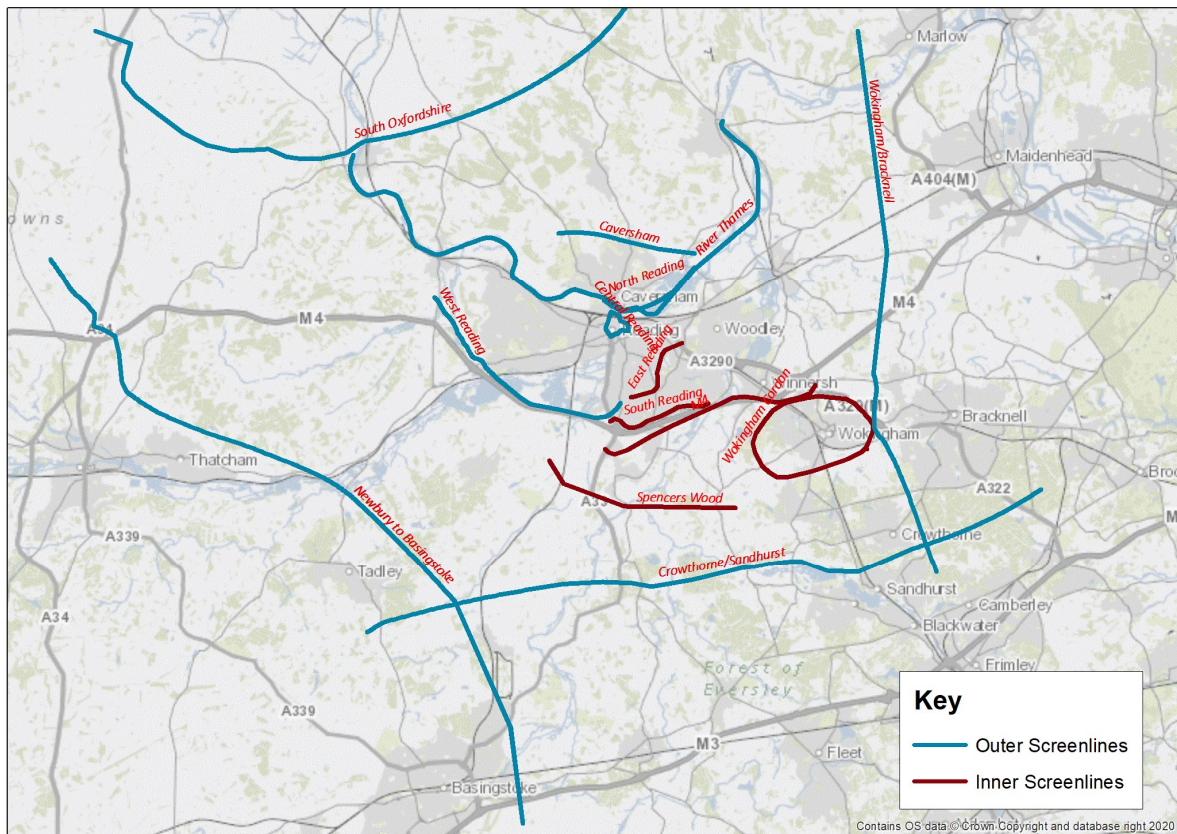 Marlow
Wokingham/Bracknell
South Oxfordshire
Maidenhead
A404(M)
owns
River Thames
Caversham
North Reading
West Reading
Central Reading
Caversham
M4
M4
A34
Reading
Woodley
East Reading
A3290
Winnersh
South Reading
M4
A329(M)
Bracknell
Wokingham Cordon
Wokingham
Thatcham
Newbury to Basingstoke
Spencers Wood
A33
A322
A339
Crowthorne
Tadley
Crowthorne/Sandhurst
Sandhurst
A34
Camberley
Blackwater
Forest of
Eversley
Frimley
A339
M3
Fleet
Basingstoke
Key
Outer Screenlines
Inner Screenlines
Contains OS data © Crown Copyright and database right 2020